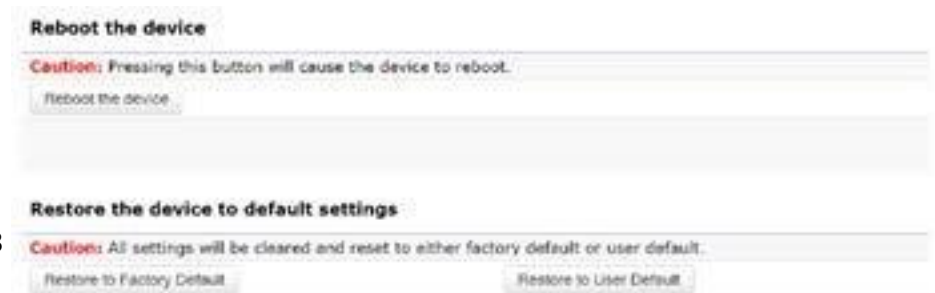 Reboot the device
Caution: Pressing this button will cause the device to reboot.
Reboot the device
Restore the device to default settings
Caution: All settings will be cleared and reset to either factory default or user default.
Restore to Factory Default Restore to User Default